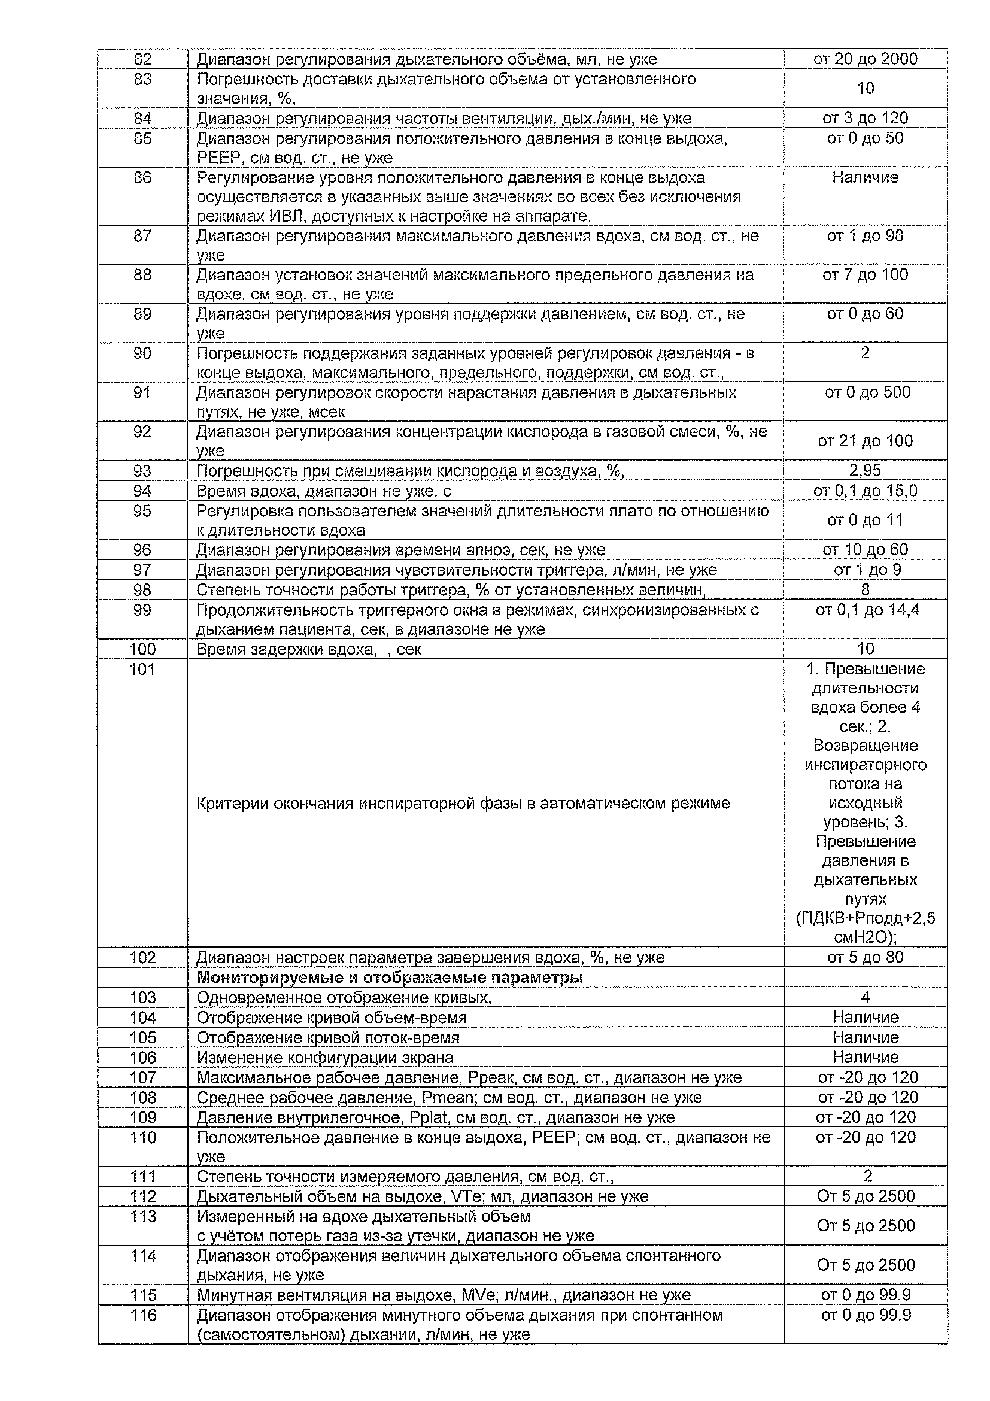 82 Диапазон регулирования дыхательного объёма, мл, не уже от 20 до 2000
83 Погрешность доставки дыхательного объема от установленного
значения, %, 10
84 Диапазон регулирования частоты вентиляции, дых./мин, не уже от 3 до 120
85 Диапазон регулирования положительного давления в конце выдоха, от 0 до 50
PEEP, см вод. ст., не уже
86 Регулирование уровня положительного давления в конце выдоха Наличие
осуществляется в указанных выше значениях во всех без исключения
режимах ИВЛ, доступных к настройке на аппарате.
87 Диапазон регулирования максимального давления вдоха, см вод. ст., не от 1 до 98
уже
88 Диапазон установок значений максимального предельного давления на от 7 до 100
вдохе, см вод. ст., не уже
89 Диапазон регулирования уровня поддержки давлением, см вод. ст., не от 0 до 60
уже
90 Погрешность поддержания заданных уровней регулировок давления - в 2
конце выдоха, максимального, предельного, поддержки, см вод. ст.,
91 Диапазон регулировок скорости нарастания давления в дыхательных от 0 до 500
путях, не уже, мсек
92 Диапазон регулирования концентрации кислорода в газовой смеси, %, не от 21 до 100
уже
93 Погрешность при смешивании кислорода и воздуха, %, 2,95
94 Время вдоха, диапазон не уже, с от 0,1 до 15,0
95 Регулировка пользователем значений длительности плато по отношению от 0 до 11
к длительности вдоха
96 Диапазон регулирования времени апноэ, сек, не уже от 10 до 60
97 Диапазон регулирования чувствительности триггера, л/мин, не уже от 1 до 9
98 Степень точности работы триггера, % от установленных величин, 8
99 Продолжительность триггерного окна в режимах, синхронизированных с от 0,1 до 14,4
дыханием пациента, сек, в диапазоне не уже
100 Время задержки вдоха, , сек 10
101 Критерии окончания инспираторной фазы в автоматическом режиме
1. Превышение
длительности
вдоха более 4
сек.; 2.
Возвращение
инспираторного
потока на
исходный
уровень; 3.
Превышение
давления в
дыхательных
путях
(ПДКВ+Рподд+2,5
смН2О);
102 Диапазон настроек параметра завершения вдоха, %, не уже от 5 до 80
Мониторируемые и отображаемые параметры
103 Одновременное отображение кривых, 4
104 Отображение кривой объем-время Наличие
105 Отображение кривой поток-время Наличие
106 Изменение конфигурации экрана Наличие
107 Максимальное рабочее давление, Ppeak, см вод. ст., диапазон не уже от -20 до 120
108 Среднее рабочее давление, Pmean; см вод. ст., диапазон не уже от -20 до 120
109 Давление внутрилегочное, Pplat, см вод. ст., диапазон не уже от -20 до 120
110 Положительное давление в конце выдоха, PEEP; см вод. ст., диапазон не от -20 до 120
уже
111 Степень точности измеряемого давления, см вод. ст., 2
112 Дыхательный объем на выдохе, VTe; мл, диапазон не уже От 5 до 2500
113 Измеренный на вдохе дыхательный объем
с учётом потерь газа из-за утечки, диапазон не уже От 5 до 2500
114 Диапазон отображения величин дыхательного объема спонтанного
дыхания, не уже От 5 до 2500
115 Минутная вентиляция на выдохе, MVe; л/мин., диапазон не уже от 0 до 99.9
116 Диапазон отображения минутного объема дыхания при спонтанном от 0 до 99.9
(самостоятельном) дыхании, л/мин, не уже